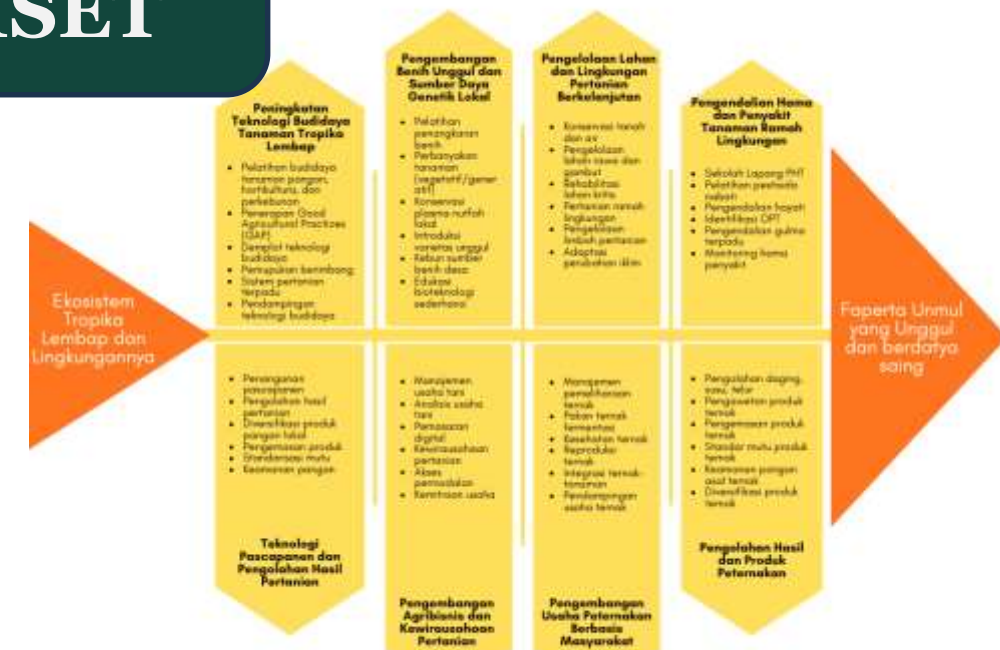 SET
Peningkatan
Teknologi Budidaya
Tanaman Tropika
Lembap
• Pelatihan budidaya
tanaman pangan,
hortikultura, dan
perkebunan
• Penerapan Good
Agricultural Practices
(GAP)
• Demplot teknologi
budidaya
• Pemupukan berimbang
• Sistem pertanian
terpadu
• Pendampingan
teknologi budidaya
Pengembangan
Benih Unggul dan
Sumber Daya
Genetik Lokal
• Pelatihan
penangkaran
benih
• Perbanyakan
tanaman
(vegetatif/gener
atif)
• Konservasi
plasma nutfah
lokal
• Introduksi
varietas unggul
• Kebun sumber
benih desa
• Edukasi
bioteknologi
sederhana
Pengelolaan Lahan
dan Lingkungan
Pertanian
Berkelanjutan
• Konservasi tanah
dan air
• Pengelolaan
lahan rawa dan
gambut
• Rehabilitasi
lahan kritis
• Pertanian ramah
lingkungan
• Pengelolaan
limbah pertanian
• Adaptasi
perubahan iklim
Pengendalian Hama
dan Penyakit
Tanaman Ramah
Lingkungan
• Sekolah Lapang PHT
• Pelatihan pestisida
nabati
• Pengendalian hayati
• Identifikasi OPT
• Pengendalian gulma
terpadu
• Monitoring hama
penyakit
Ekosistem
Tropika
Lembap dan
Lingkungannya
Faperta Unmul
yang Unggul
dan berdatya
saing
• Penanganan
pascapanen
• Pengolahan hasil
pertanian
• Diversifikasi produk
pangan lokal
• Pengemasan produk
• Standarisasi mutu
• Keamanan pangan
Teknologi
Pascapanen dan
Pengolahan Hasil
Pertanian
• Manajemen
usaha tani
• Analisis usaha
tani
• Pemasaran
digital
• Kewirausahaan
pertanian
• Akses
permodalan
• Kemitraan usaha
Pengembangan
Agribisnis dan
Kewirausahaan
Pertanian
• Manajemen
pemeliharaan
ternak
• Pakan ternak
fermentasi
• Kesehatan ternak
• Reproduksi
ternak
• Integrasi ternak-
tanaman
• Pendampingan
usaha ternak
Pengembangan
Usaha Peternakan
Berbasis
Masyarakat
• Pengolahan daging,
susu, telur
• Pengawetan produk
ternak
• Pengemasan produk
ternak
• Standar mutu produk
ternak
• Keamanan pangan
asal ternak
• Diversifikasi produk
ternak
Pengolahan Hasil
dan Produk
Peternakan